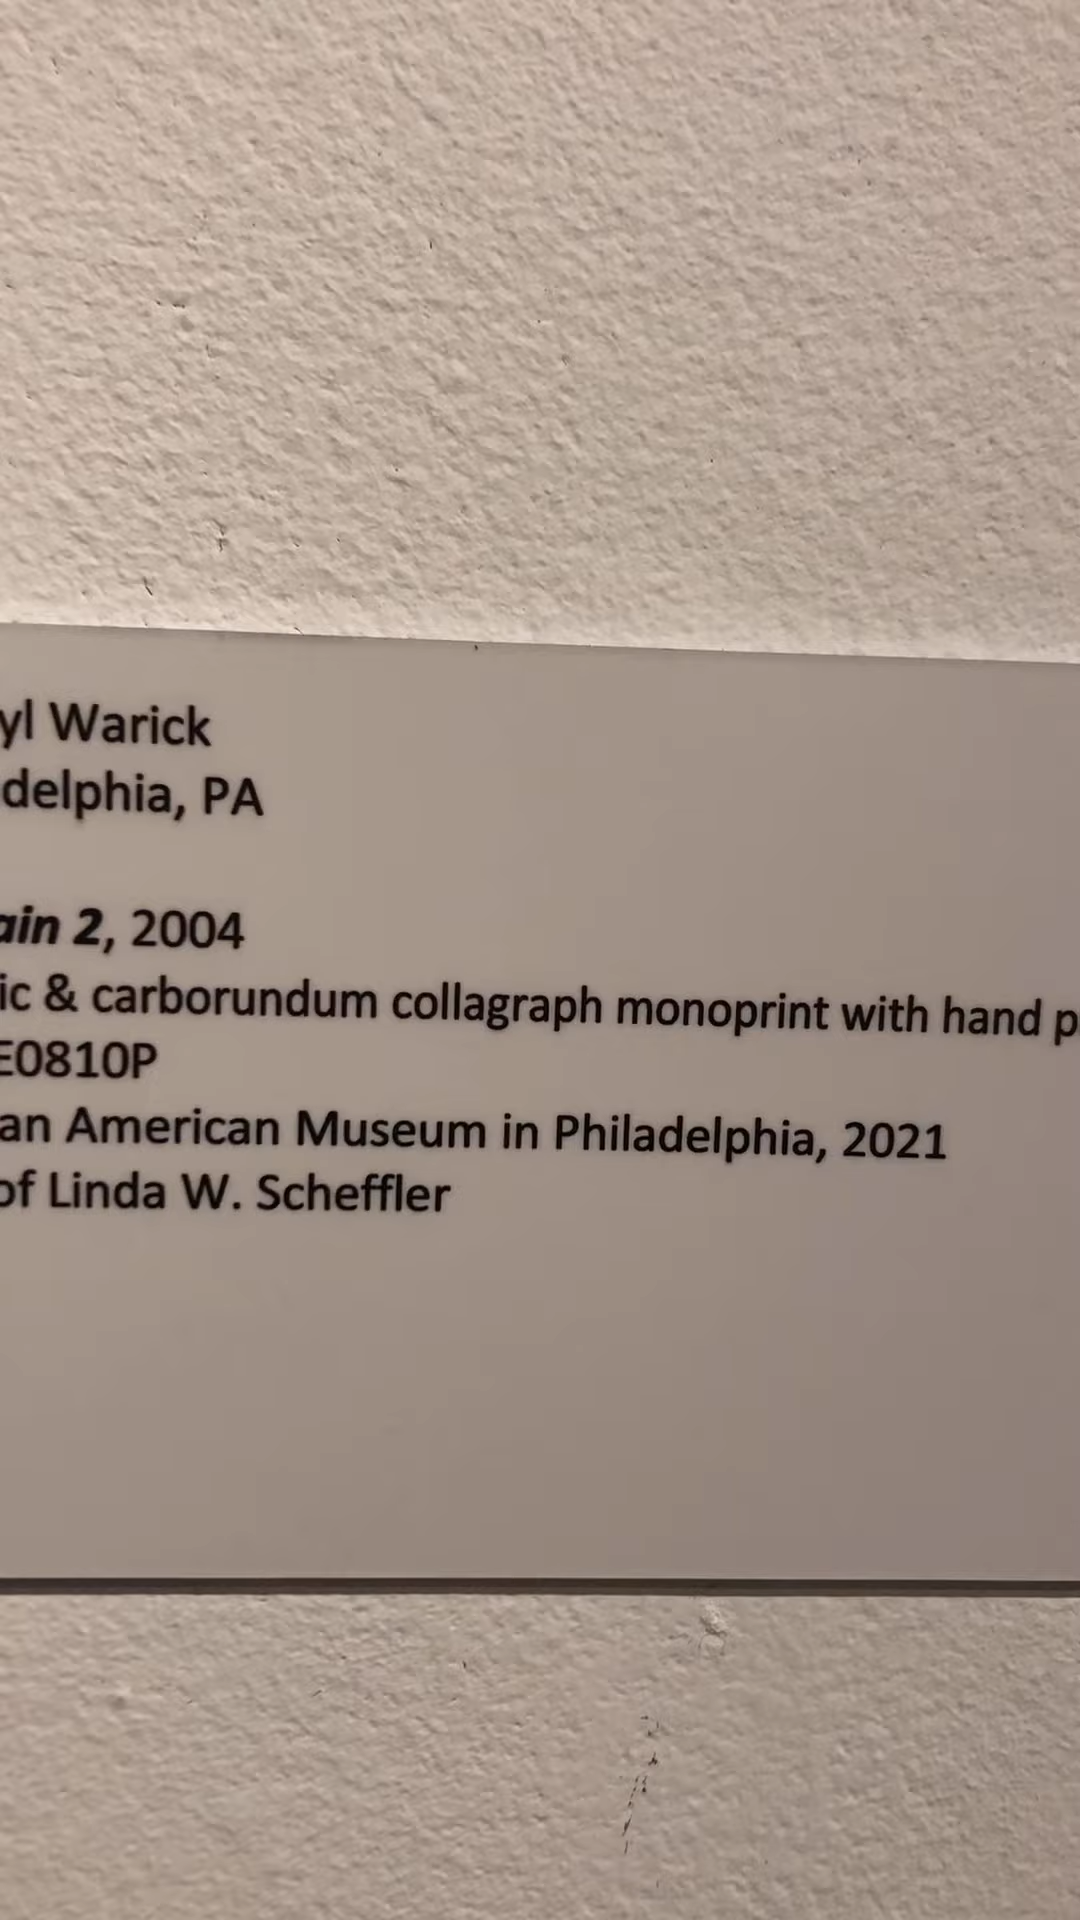 yl Warick
delphia, PA
ain 2, 2004
ic & carborundum collagraph monoprint with hand p
E0810P
an American Museum in Philadelphia, 2021
of Linda W. Scheffler